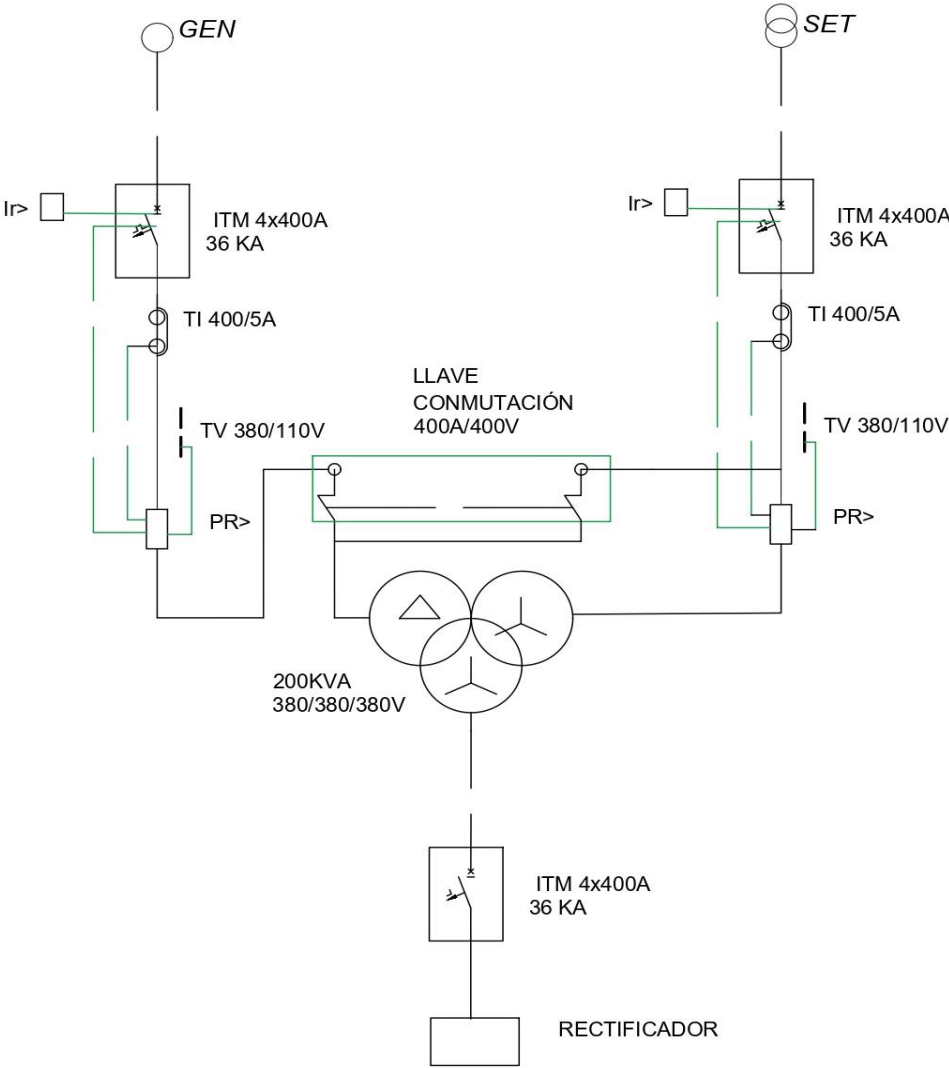 GEN
SET
Ir>
ITM 4x400A
36 KA
Ir>
ITM 4x400A
36 KA
TI 400/5A
TI 400/5A
LLAVE
CONMUTACIÓN
400A/400V
TV 380/110V
TV 380/110V
PR>
PR>
200KVA
380/380/380V
ITM 4x400A
36 KA
RECTIFICADOR